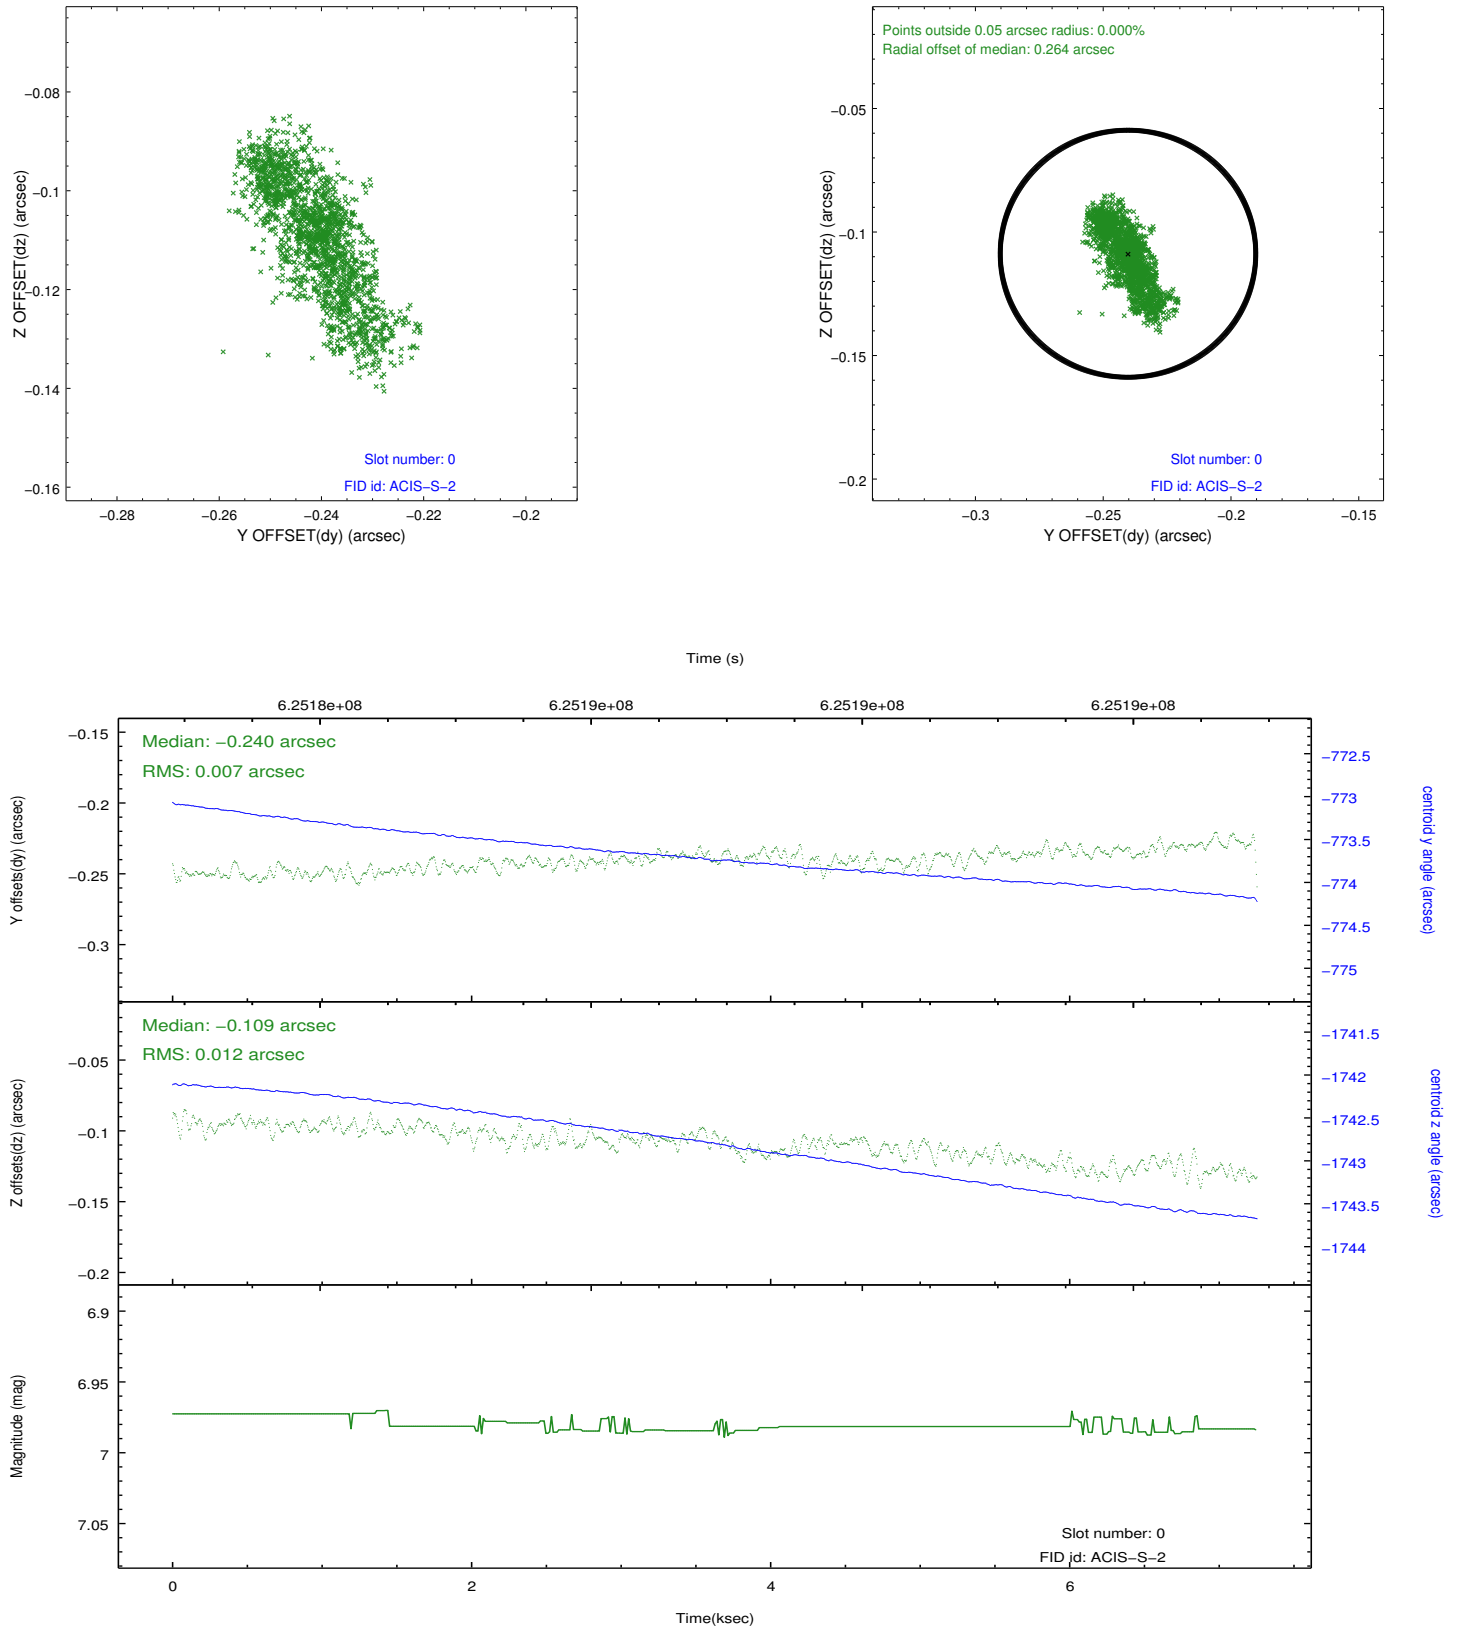 −0.08
−0.1
−0.12
−0.14
−0.16
Z OFFSET(dz) (arcsec)
Slot number: 0
FID id: ACIS−S−2
−0.28
−0.26
−0.24
−0.22
−0.2
Y OFFSET(dy) (arcsec)
Points outside 0.05 arcsec radius: 0.000%
Radial offset of median: 0.264 arcsec
−0.05
−0.1
−0.15
−0.2
Z OFFSET(dz) (arcsec)
Slot number: 0
FID id: ACIS−S−2
−0.3
−0.25
−0.2
−0.15
Y OFFSET(dy) (arcsec)
Time (s)
6.2518e+08
6.2519e+08
6.2519e+08
6.2519e+08
Median: −0.240 arcsec
RMS: 0.007 arcsec
−0.15
−0.2
−0.25
−0.3
Y offsets(dy) (arcsec)
−772.5
−773
−773.5
−774
−774.5
−775
centroid y angle (arcsec)
Median: −0.109 arcsec
RMS: 0.012 arcsec
−0.05
−0.1
−0.15
−0.2
Z offsets(dz) (arcsec)
−1741.5
−1742
−1742.5
−1743
−1743.5
−1744
centroid z angle (arcsec)
6.9
6.95
7
7.05
Magnitude (mag)
Slot number: 0
FID id: ACIS−S−2
0
2
4
6
Time(ksec)